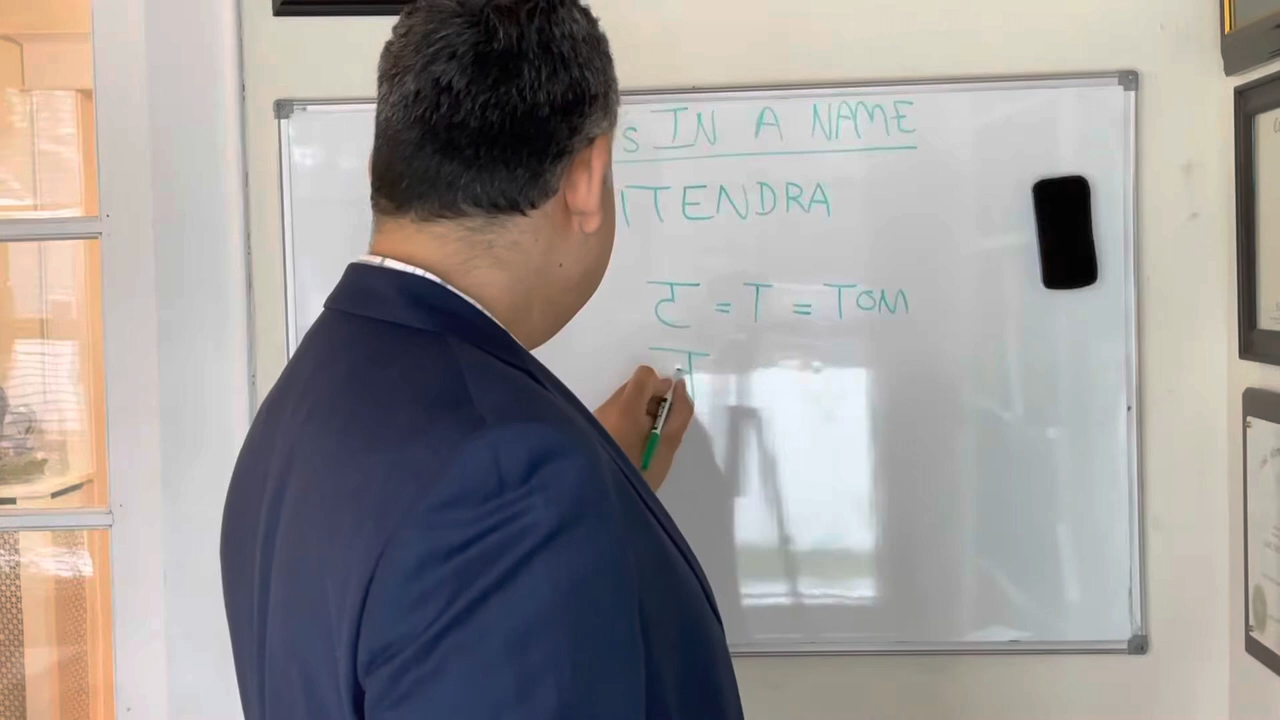 s IN A NAME
ITENDRA
ट = T = TOM
त